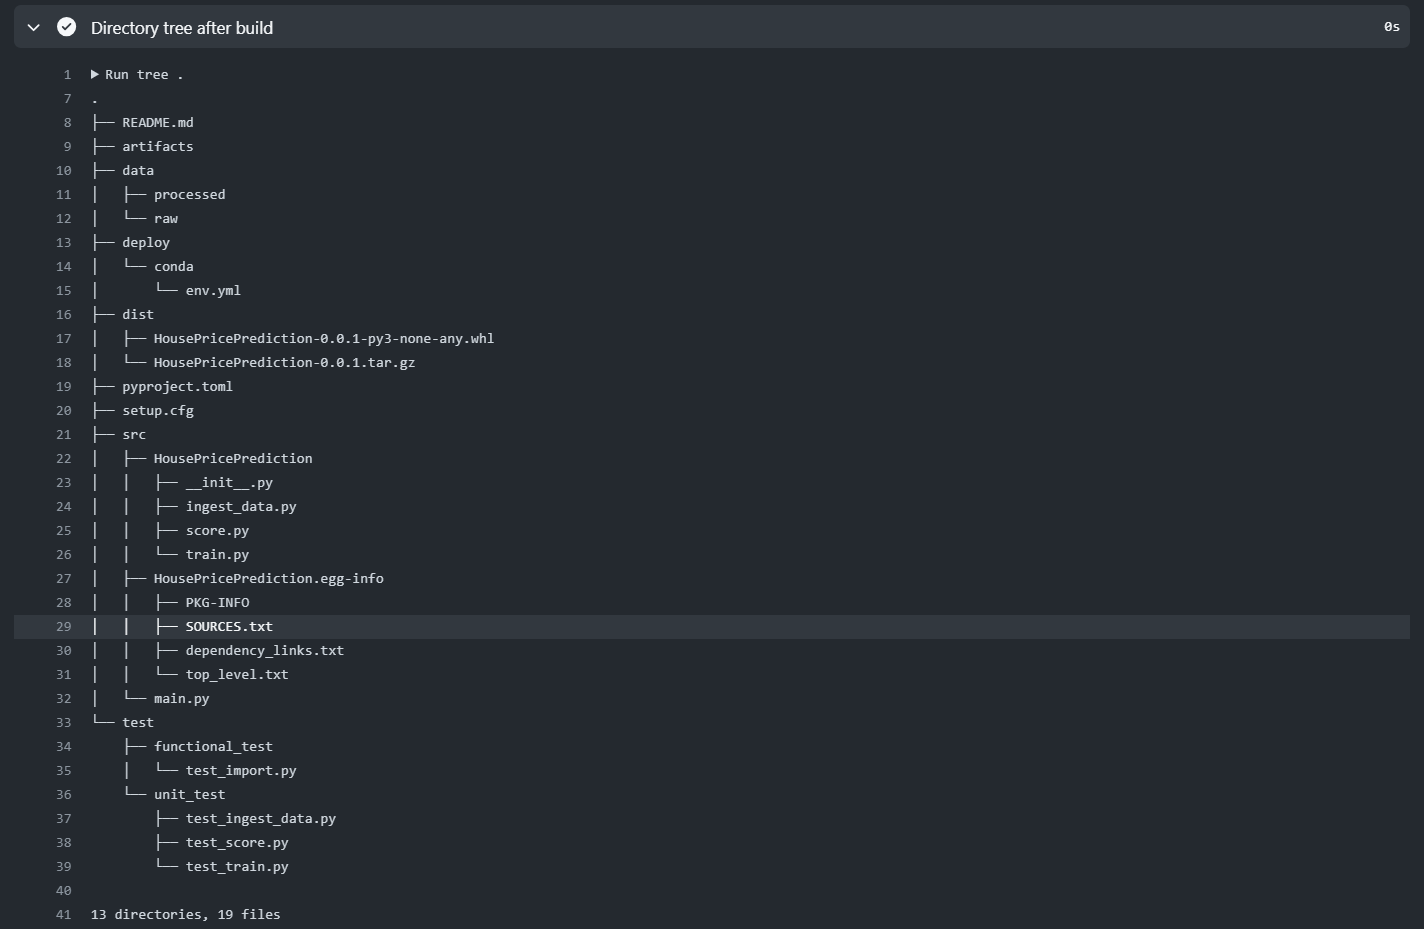 Directory tree after build 0s
1 ▶ Run tree .
7 .
8 ├── README.md
9 ├── artifacts
10 ├── data
11 │   ├── processed
12 │   └── raw
13 ├── deploy
14 │   └── conda
15 │       └── env.yml
16 ├── dist
17 │   ├── HousePricePrediction-0.0.1-py3-none-any.whl
18 │   └── HousePricePrediction-0.0.1.tar.gz
19 ├── pyproject.toml
20 ├── setup.cfg
21 ├── src
22 │   ├── HousePricePrediction
23 │   │   ├── __init__.py
24 │   │   ├── ingest_data.py
25 │   │   ├── score.py
26 │   │   └── train.py
27 │   ├── HousePricePrediction.egg-info
28 │   │   ├── PKG-INFO
29 │   │   ├── SOURCES.txt
30 │   │   ├── dependency_links.txt
31 │   │   └── top_level.txt
32 │   └── main.py
33 └── test
34     ├── functional_test
35     │   └── test_import.py
36     └── unit_test
37         ├── test_ingest_data.py
38         ├── test_score.py
39         └── test_train.py
40
41 13 directories, 19 files